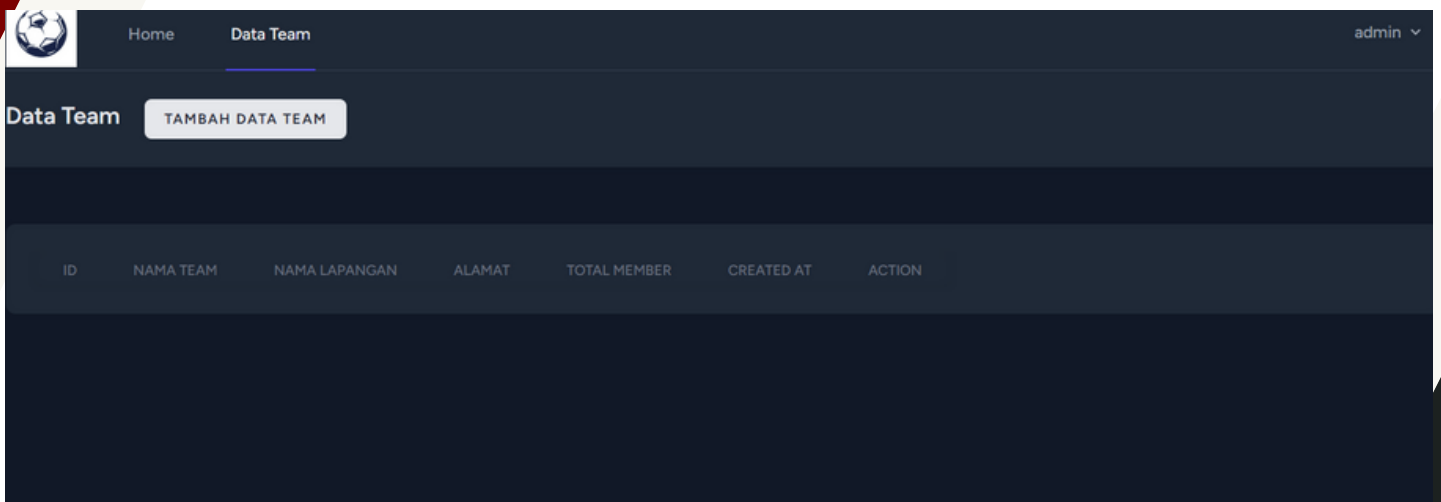 Home Data Team admin
Data Team TAMBAH DATA TEAM
ID NAMA TEAM NAMA LAPANGAN ALAMAT TOTAL MEMBER CREATED AT ACTION